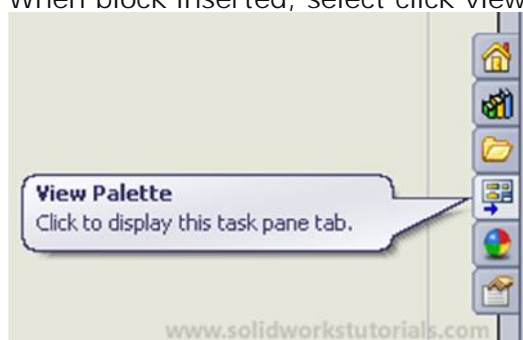 When block inserted, select click view
View Palette
Click to display this task pane tab.
www.solidworkstutorials.com